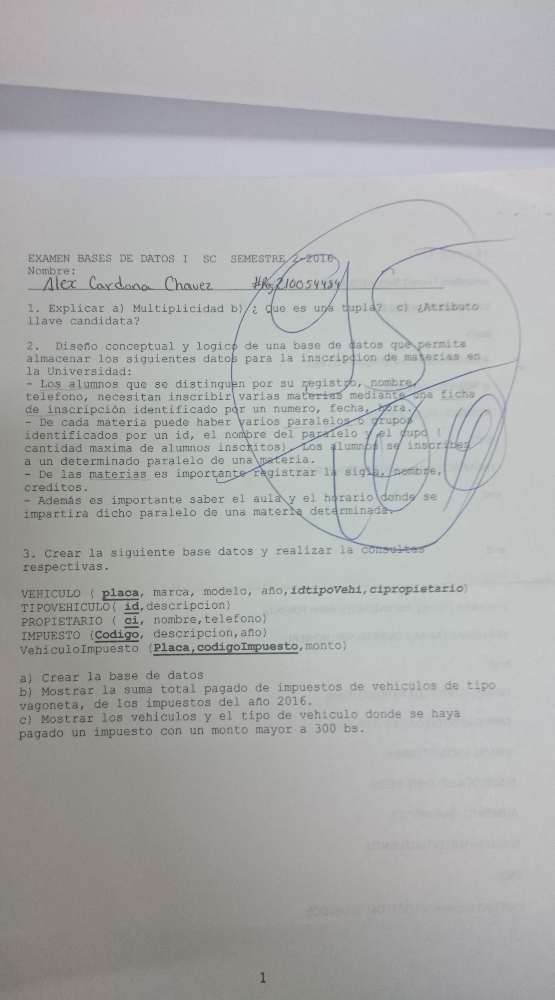 EXAMEN BASES DE DATOS I SC SEMESTRE 2-2016
Nombre:
Alex Cardona Chavez #Reg:210054484
1. Explicar a) Multiplicidad b) ¿ Que es una tupla? c) ¿Atributo
llave candidata?
2. Diseño conceptual y logico de una base de datos que permita
almacenar los siguientes datos para la inscripcion de materias en
la Universidad:
- Los alumnos que se distinguen por su registro, nombre,
telefono, necesitan inscribir varias materias mediante una ficha
de inscripción identificado por un numero, fecha, hora.
- De cada materia puede haber varios paralelos o grupos
identificados por un id, el nombre del paralelo y el cupo (
cantidad maxima de alumnos inscritos). Los alumnos se inscriben
a un determinado paralelo de una materia.
- De las materias es importante registrar la sigla, nombre,
creditos.
- Además es importante saber el aula y el horario donde se
impartira dicho paralelo de una materia determinada.
3. Crear la siguiente base datos y realizar la consultas
respectivas.
VEHICULO ( placa, marca, modelo, año,idtipoVehi,cipropietario)
TIPOVEHICULO( id,descripcion)
PROPIETARIO ( ci, nombre,telefono)
IMPUESTO (Codigo, descripcion,año)
VehiculoImpuesto (Placa,codigoImpuesto,monto)
a) Crear la base de datos
b) Mostrar la suma total pagado de impuestos de vehiculos de tipo
vagoneta, de los impuestos del año 2016.
c) Mostrar los vehiculos y el tipo de vehiculo donde se haya
pagado un impuesto con un monto mayor a 300 bs.
1